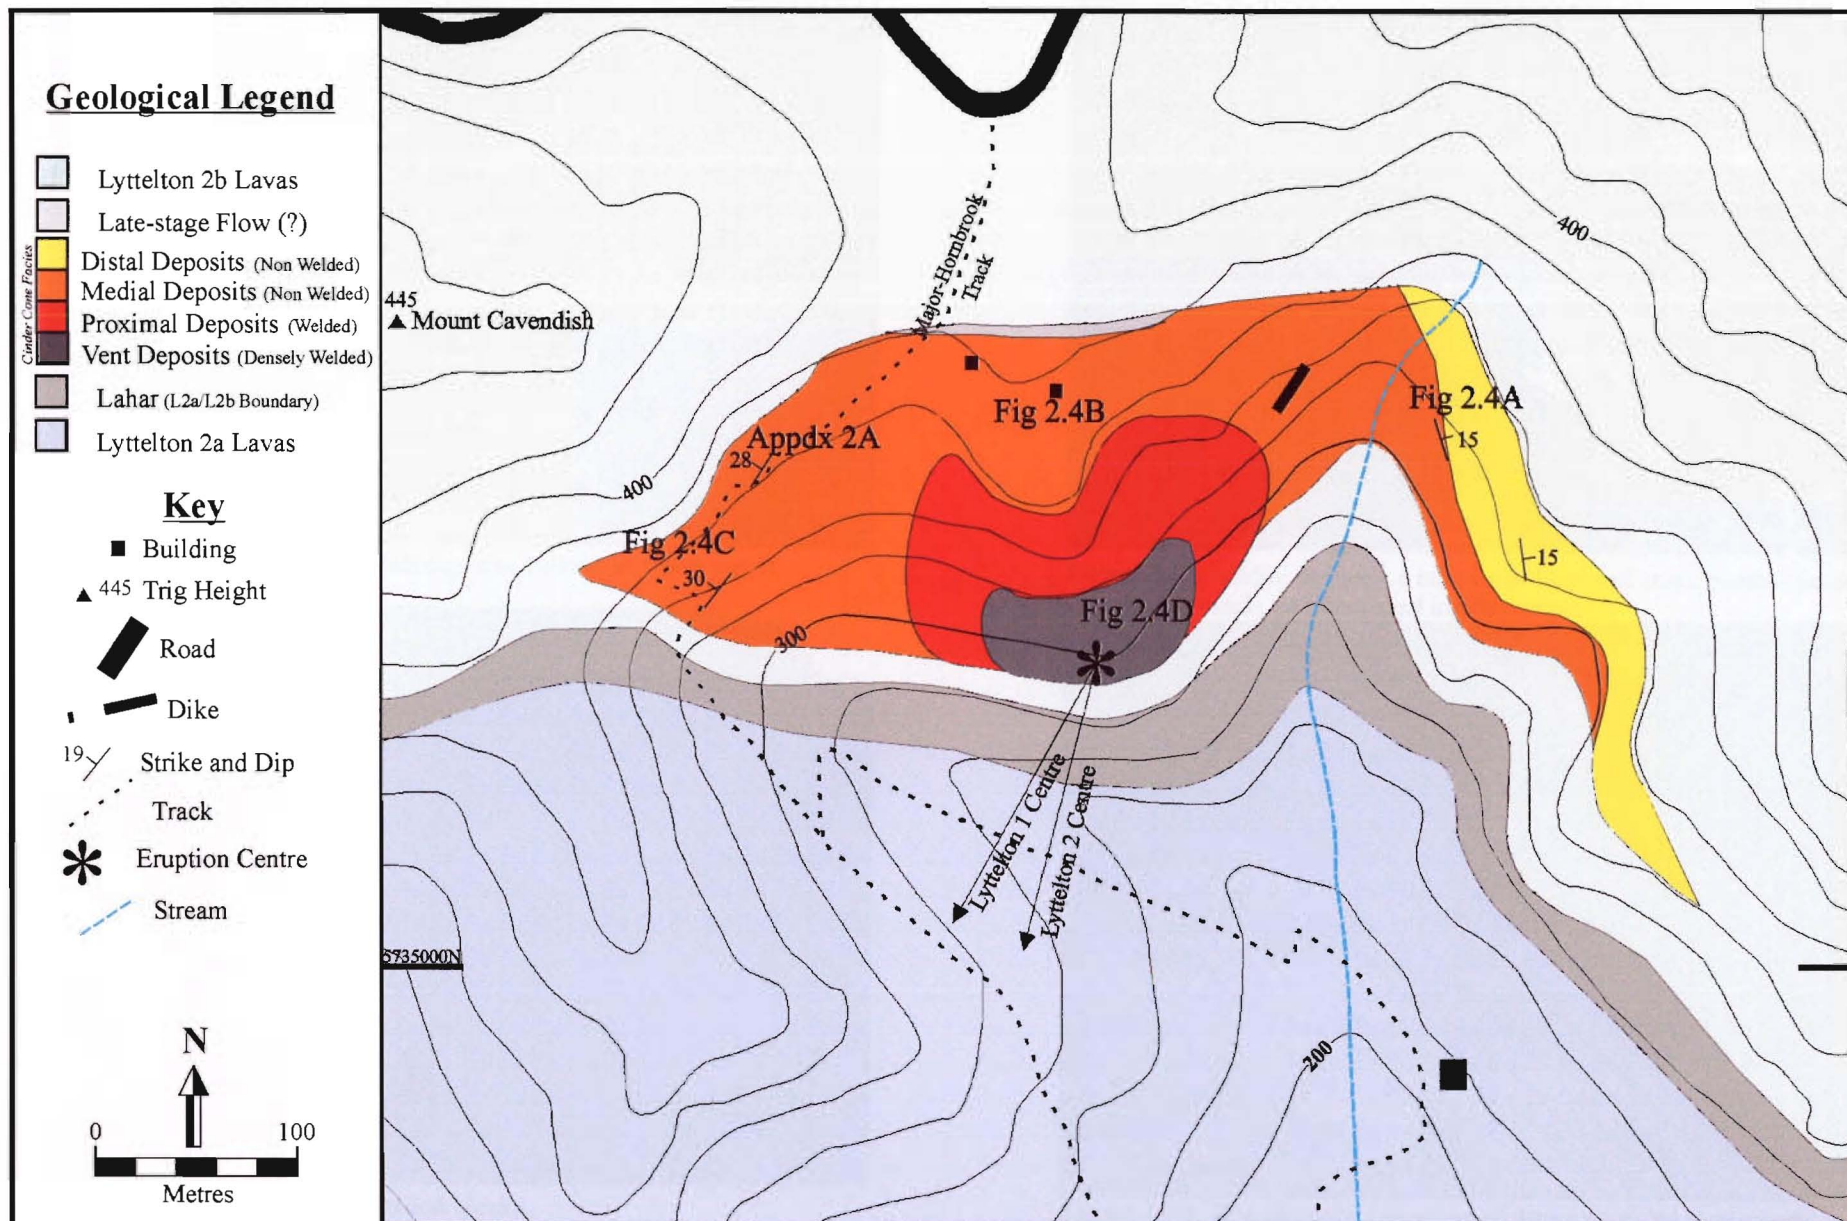 Geological Legend
Lyttelton 2b Lavas
Late-stage Flow (?)
Cinder Cone Facies
Distal Deposits (Non Welded)
Medial Deposits (Non Welded)
Proximal Deposits (Welded)
Vent Deposits (Densely Welded)
Lahar (L2a/L2b Boundary)
Lyttelton 2a Lavas
Key
Building
445 Trig Height
Road
Dike
19
Strike and Dip
Track
Eruption Centre
Stream
N
0 100
Metres
Major-Hornbrook
Track
400
445
Mount Cavendish
Fig 2.4B
Fig 2.4A
15
Appdx 2A
28
400
Fig 2.4C
30
15
Fig 2.4D
300
Lyttelton 1 Centre
Lyttelton 2 Centre
5735000N
200